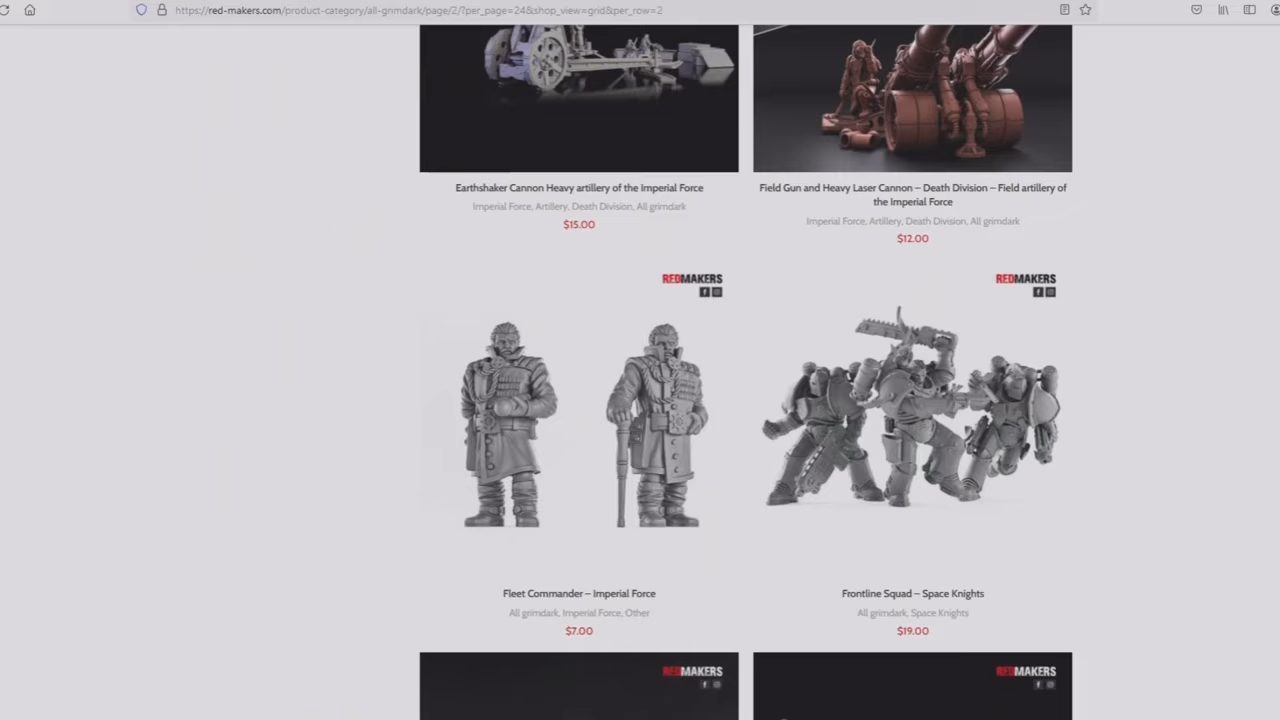 https://red-makers.com/product-category/all-grimdark/page/2/?per_page=24&shop_view=grid&per_row=2
Earthshaker Cannon Heavy artillery of the Imperial Force
Imperial Force, Artillery, Death Division, All grimdark
$15.00
Field Gun and Heavy Laser Cannon – Death Division – Field artillery of
the Imperial Force
Imperial Force, Artillery, Death Division, All grimdark
$12.00
REDMAKERS
REDMAKERS
Fleet Commander – Imperial Force
All grimdark, Imperial Force, Other
$7.00
Frontline Squad – Space Knights
All grimdark, Space Knights
$19.00
REDMAKERS
REDMAKERS